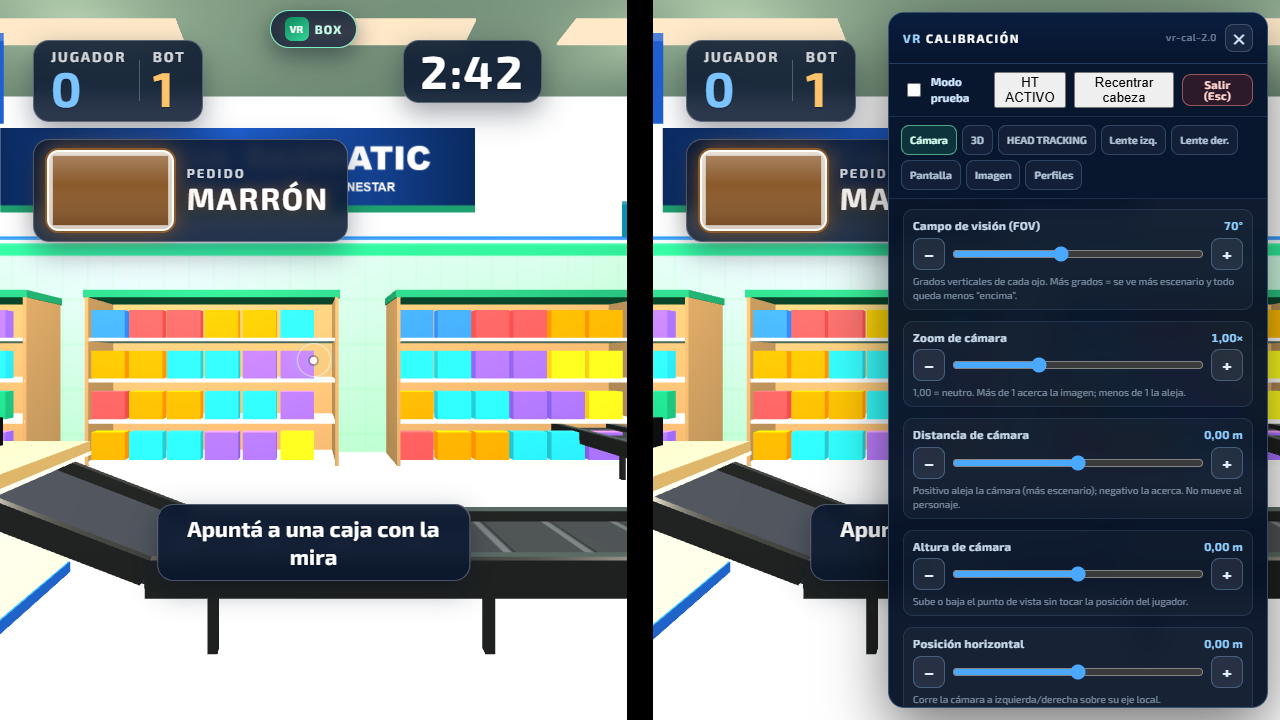 VR BOX
JUGADOR BOT
0 1
2:42
ATIC
NESTAR
PEDIDO
MARRÓN
Apuntá a una caja con la
mira
JUGADOR BOT
0 1
PED
MA
Apun
VR CALIBRACIÓN
vr-cal-2.0
×
Modo
prueba
HT
ACTIVO
Recentrar
cabeza
Salir
(Esc)
Cámara
3D
HEAD TRACKING
Lente izq.
Lente der.
Pantalla
Imagen
Perfiles
Campo de visión (FOV) 70°
– +
Grados verticales de cada ojo. Más grados = se ve más escenario y todo
queda menos "encima".
Zoom de cámara 1,00×
– +
1,00 = neutro. Más de 1 acerca la imagen; menos de 1 la aleja.
Distancia de cámara 0,00 m
– +
Positivo aleja la cámara (más escenario); negativo la acerca. No mueve al
personaje.
Altura de cámara 0,00 m
– +
Sube o baja el punto de vista sin tocar la posición del jugador.
Posición horizontal 0,00 m
– +
Corre la cámara a izquierda/derecha sobre su eje local.